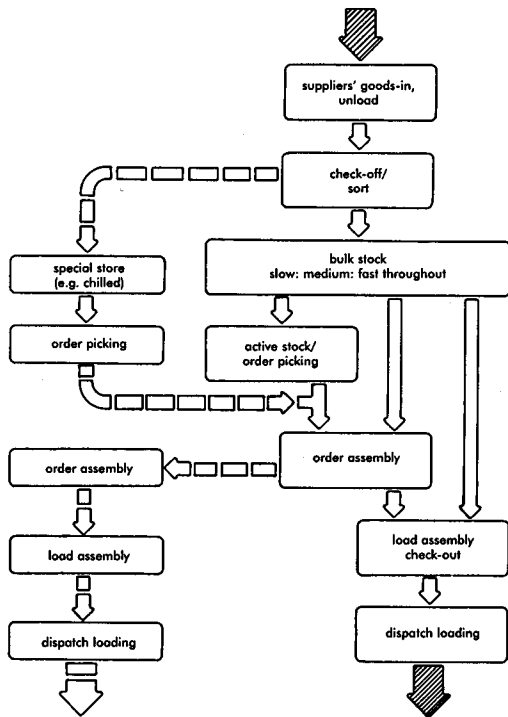 suppliers' goods-in,
unload
check-off/
sort
bulk stock
slow: medium: fast throughout
special store
(e.g. chilled)
order picking
active stock/
order picking
order assembly
order assembly
load assembly
load assembly
check-out
dispatch loading
dispatch loading